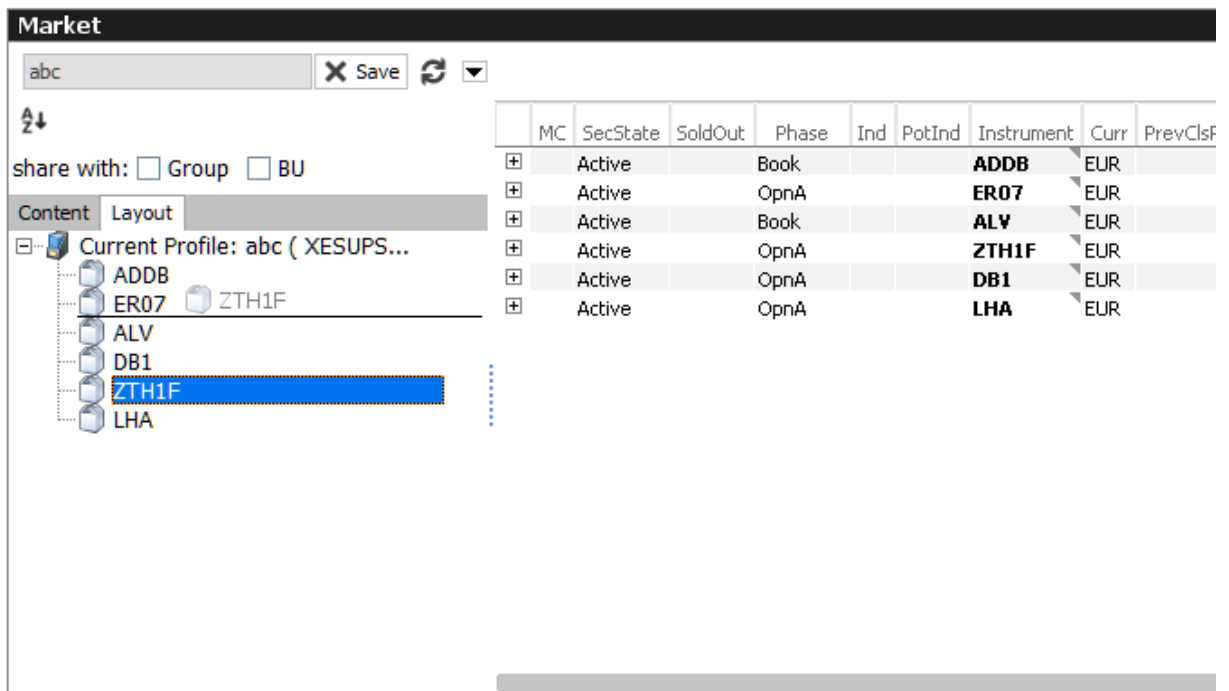 Market
abc
Save
A
Z
share with: Group BU
Content Layout
Current Profile: abc ( XESUPS...
ADDB
ER07 ZTH1F
ALV
DB1
ZTH1F
LHA
MC SecState SoldOut Phase Ind PotInd Instrument Curr PrevClsP
Active Book ADDB EUR
Active OpnA ER07 EUR
Active Book ALV EUR
Active OpnA ZTH1F EUR
Active OpnA DB1 EUR
Active OpnA LHA EUR